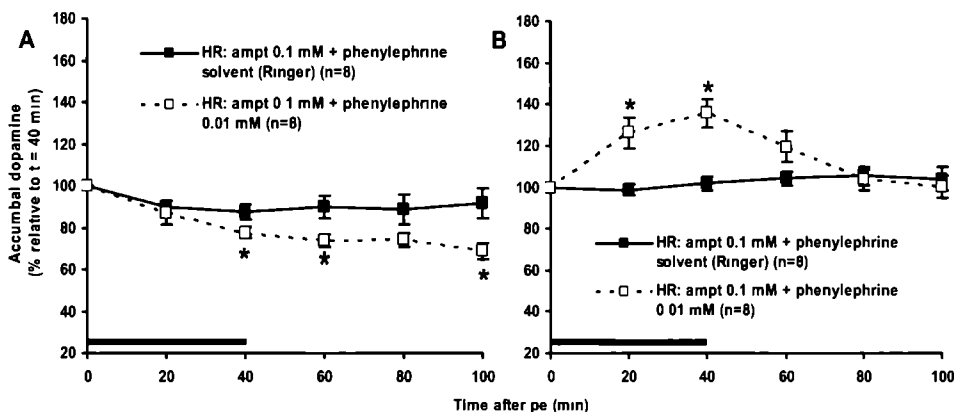 A
HR: ampt 0.1 mM + phenylephrine
solvent (Ringer) (n=8)
HR: ampt 0 1 mM + phenylephrine
0.01 mM (n=8)
Accumbal dopamine
(% relative to t = 40 min)
180
160
140
120
100
80
60
40
20
0 20 40 60 80 100
B
HR: ampt 0.1 mM + phenylephrine
solvent (Ringer) (n=8)
HR: ampt 0.1 mM + phenylephrine
0 01 mM (n=8)
180
160
140
120
100
80
60
40
20
0 20 40 60 80 100
* * *
* *
Time after pe (min)